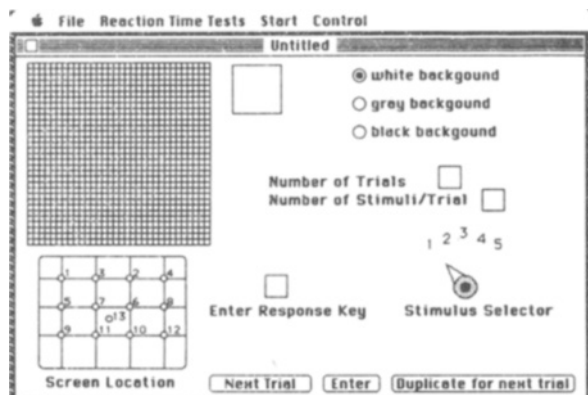 File Reaction Time Tests Start Control
Untitled
white backgound
gray backgound
black backgound
Number of Trials
Number of Stimuli/Trial
1 2 3 4 5
1 3 2 4
5 7 6 8
13
9 11 10 12
Enter Response Key
Stimulus Selector
Screen Location
Next Trial
Enter
Duplicate for next trial